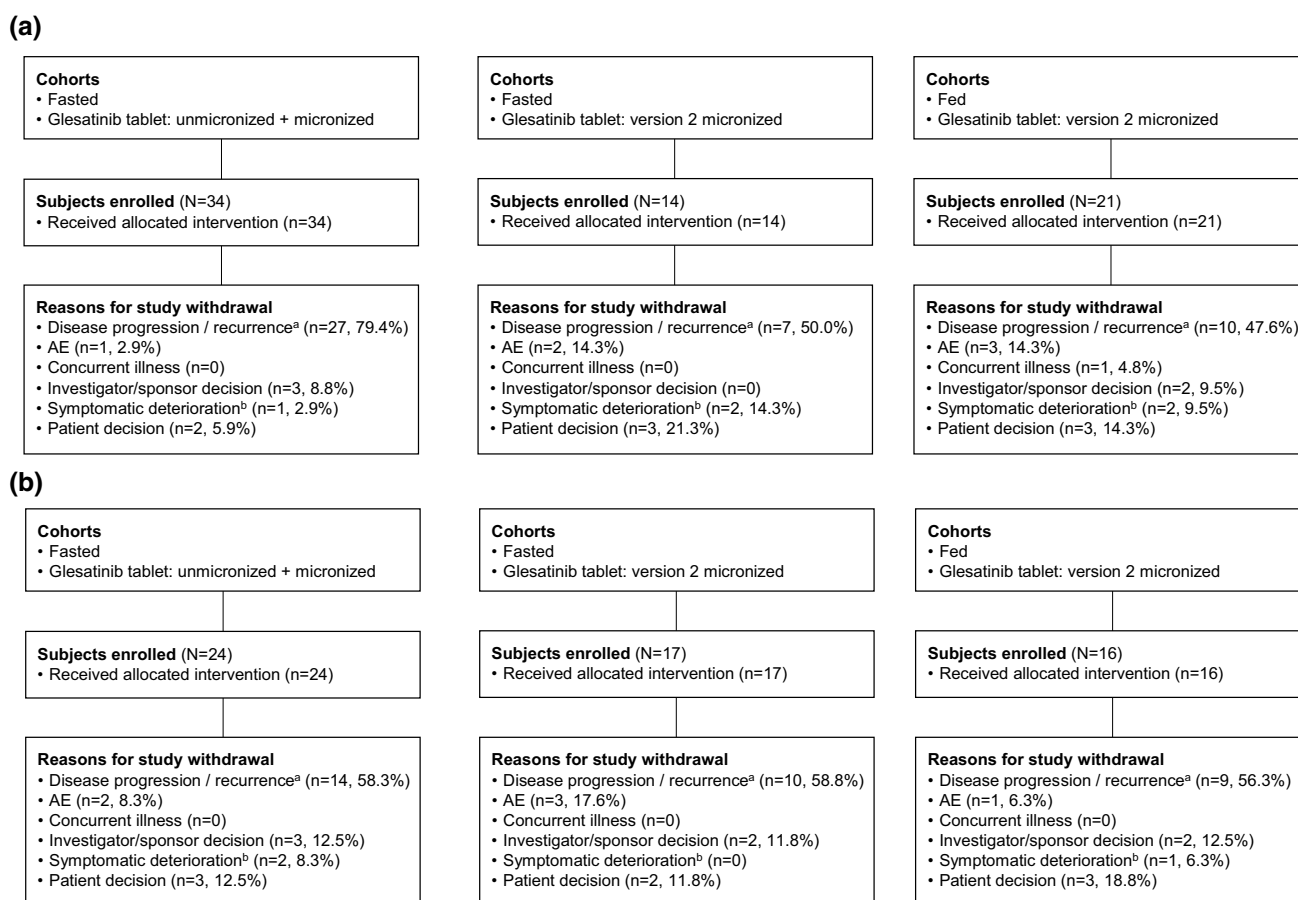 (a)
Cohorts
• Fasted
• Glesatinib tablet: unmicronized + micronized
Subjects enrolled (N=34)
• Received allocated intervention (n=34)
Reasons for study withdrawal
• Disease progression / recurrenceᵃ (n=27, 79.4%)
• AE (n=1, 2.9%)
• Concurrent illness (n=0)
• Investigator/sponsor decision (n=3, 8.8%)
• Symptomatic deteriorationᵇ (n=1, 2.9%)
• Patient decision (n=2, 5.9%)
Cohorts
• Fasted
• Glesatinib tablet: version 2 micronized
Subjects enrolled (N=14)
• Received allocated intervention (n=14)
Reasons for study withdrawal
• Disease progression / recurrenceᵃ (n=7, 50.0%)
• AE (n=2, 14.3%)
• Concurrent illness (n=0)
• Investigator/sponsor decision (n=0)
• Symptomatic deteriorationᵇ (n=2, 14.3%)
• Patient decision (n=3, 21.3%)
Cohorts
• Fed
• Glesatinib tablet: version 2 micronized
Subjects enrolled (N=21)
• Received allocated intervention (n=21)
Reasons for study withdrawal
• Disease progression / recurrenceᵃ (n=10, 47.6%)
• AE (n=3, 14.3%)
• Concurrent illness (n=1, 4.8%)
• Investigator/sponsor decision (n=2, 9.5%)
• Symptomatic deteriorationᵇ (n=2, 9.5%)
• Patient decision (n=3, 14.3%)
(b)
Cohorts
• Fasted
• Glesatinib tablet: unmicronized + micronized
Subjects enrolled (N=24)
• Received allocated intervention (n=24)
Reasons for study withdrawal
• Disease progression / recurrenceᵃ (n=14, 58.3%)
• AE (n=2, 8.3%)
• Concurrent illness (n=0)
• Investigator/sponsor decision (n=3, 12.5%)
• Symptomatic deteriorationᵇ (n=2, 8.3%)
• Patient decision (n=3, 12.5%)
Cohorts
• Fasted
• Glesatinib tablet: version 2 micronized
Subjects enrolled (N=17)
• Received allocated intervention (n=17)
Reasons for study withdrawal
• Disease progression / recurrenceᵃ (n=10, 58.8%)
• AE (n=3, 17.6%)
• Concurrent illness (n=0)
• Investigator/sponsor decision (n=2, 11.8%)
• Symptomatic deteriorationᵇ (n=0)
• Patient decision (n=2, 11.8%)
Cohorts
• Fed
• Glesatinib tablet: version 2 micronized
Subjects enrolled (N=16)
• Received allocated intervention (n=16)
Reasons for study withdrawal
• Disease progression / recurrenceᵃ (n=9, 56.3%)
• AE (n=1, 6.3%)
• Concurrent illness (n=0)
• Investigator/sponsor decision (n=2, 12.5%)
• Symptomatic deteriorationᵇ (n=1, 6.3%)
• Patient decision (n=3, 18.8%)